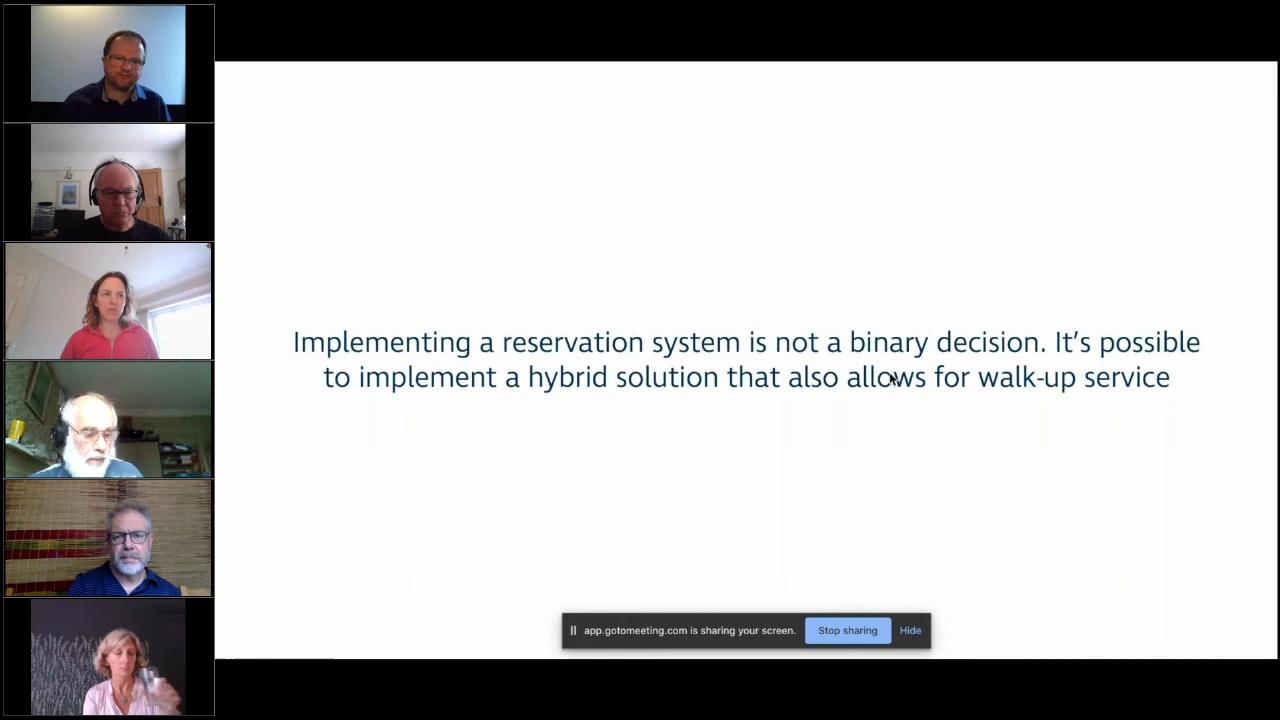 Implementing a reservation system is not a binary decision. It's possible
to implement a hybrid solution that also allows for walk-up service
app.gotomeeting.com is sharing your screen. Stop sharing Hide